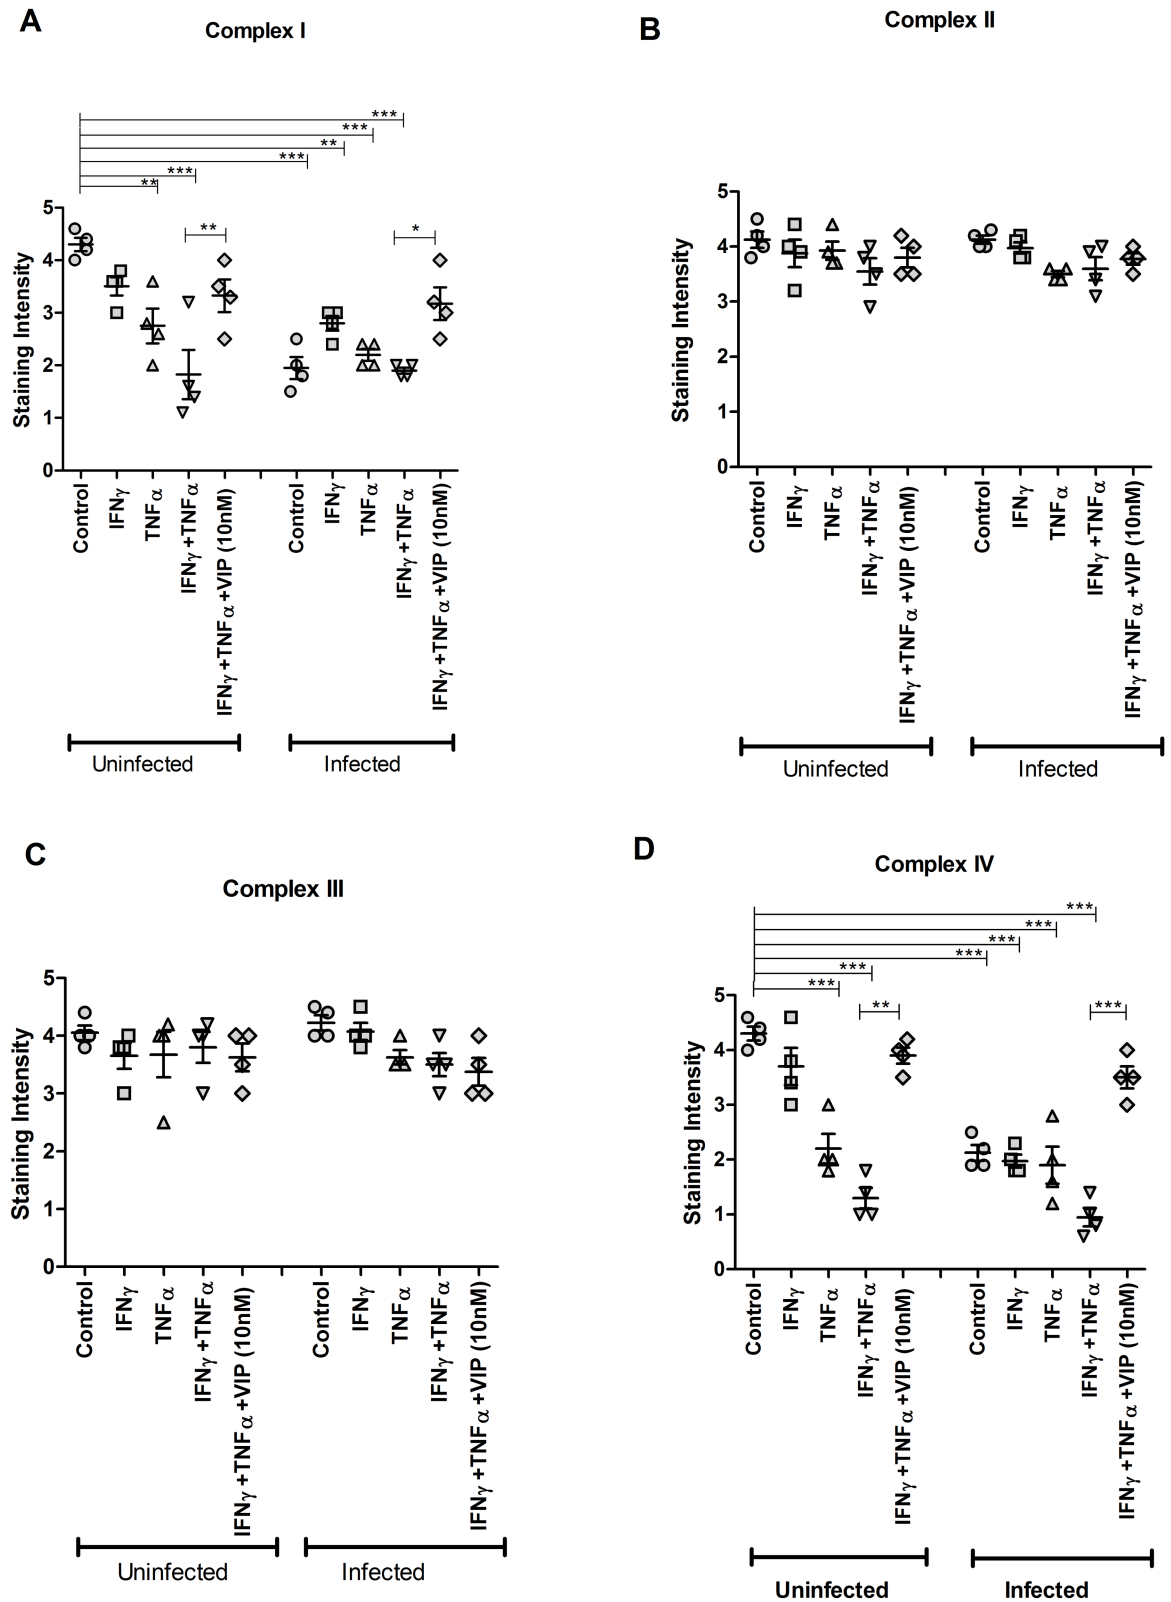 A
Complex I
***
***
**
***
***
**
**
*
5
4
3
2
1
0
Staining Intensity
Control
IFNγ
TNFα
IFNγ +TNFα
IFNγ +TNFα +VIP (10nM)
Control
IFNγ
TNFα
IFNγ +TNFα
IFNγ +TNFα +VIP (10nM)
Uninfected
Infected
B
Complex II
5
4
3
2
1
0
Staining Intensity
Control
IFNγ
TNFα
IFNγ +TNFα
IFNγ +TNFα +VIP (10nM)
Control
IFNγ
TNFα
IFNγ +TNFα
IFNγ +TNFα +VIP (10nM)
Uninfected
Infected
C
Complex III
5
4
3
2
1
0
Staining Intensity
Control
IFNγ
TNFα
IFNγ +TNFα
IFNγ +TNFα +VIP (10nM)
Control
IFNγ
TNFα
IFNγ +TNFα
IFNγ +TNFα +VIP (10nM)
Uninfected
Infected
D
Complex IV
***
***
***
***
***
***
**
***
5
4
3
2
1
0
Staining Intensity
Control
IFNγ
TNFα
IFNγ +TNFα
IFNγ +TNFα +VIP (10nM)
Control
IFNγ
TNFα
IFNγ +TNFα
IFNγ +TNFα +VIP (10nM)
Uninfected
Infected